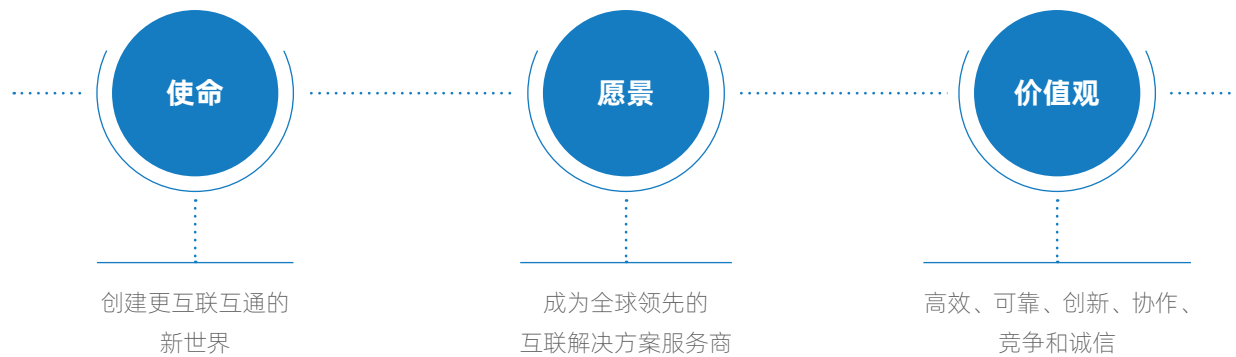 使命
创建更互联互通的
新世界
愿景
成为全球领先的
互联解决方案服务商
价值观
高效、可靠、创新、协作、
竞争和诚信